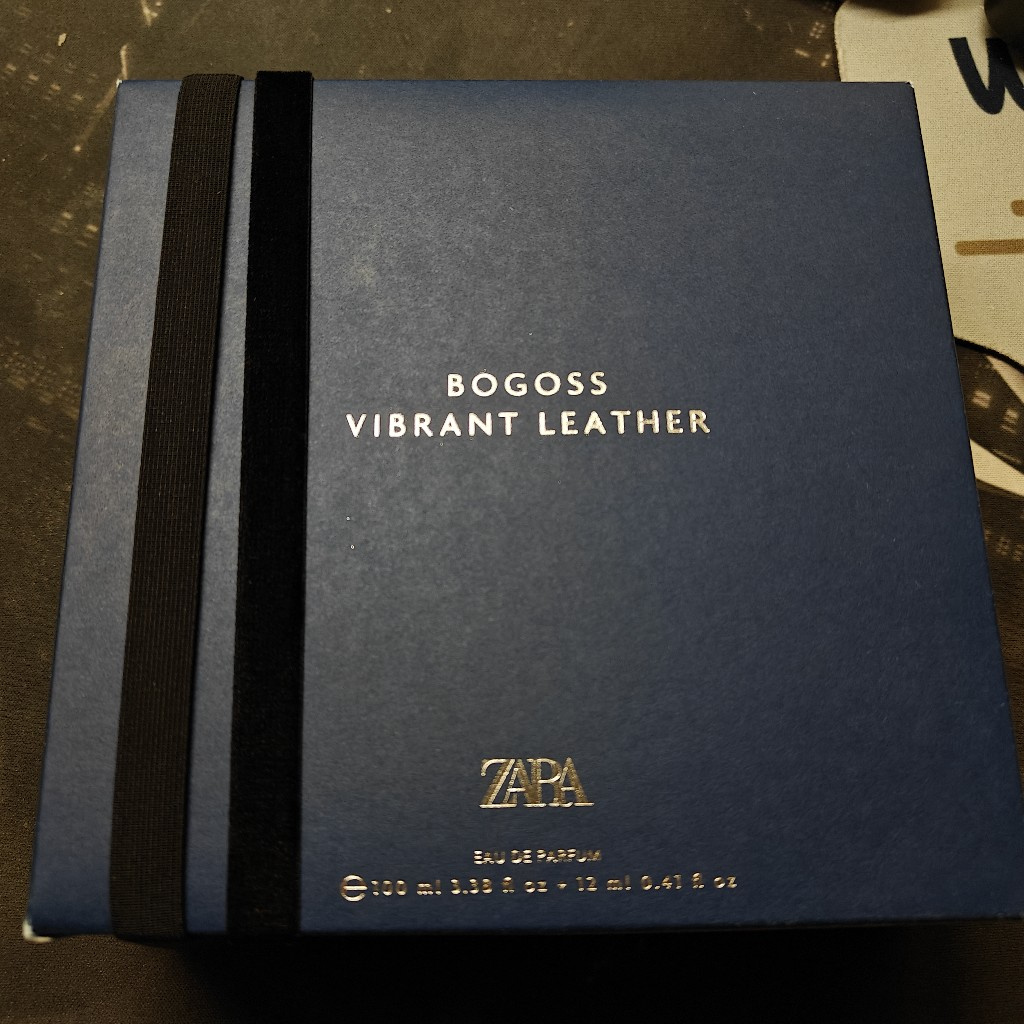 BOGOSS
VIBRANT LEATHER
ZARA
EAU DE PARFUM
℮100 ml 3.38 fl oz + 12 ml 0.41 fl oz